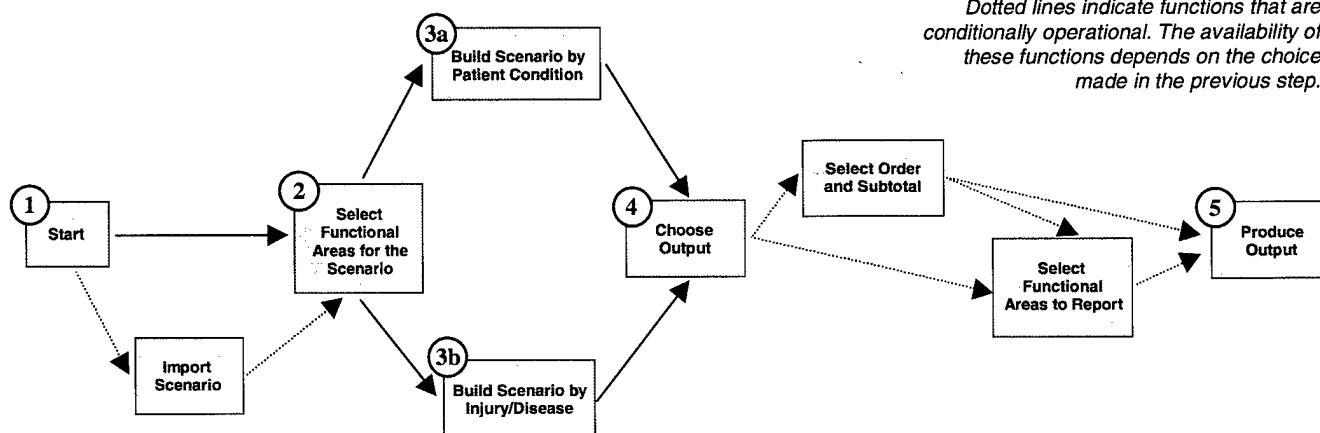 Dotted lines indicate functions that are
conditionally operational. The availability of
these functions depends on the choice
made in the previous step.
1
Start
Import
Scenario
2
Select
Functional
Areas for the
Scenario
3a
Build Scenario by
Patient Condition
3b
Build Scenario by
Injury/Disease
4
Choose
Output
Select Order
and Subtotal
Select
Functional
Areas to Report
5
Produce
Output